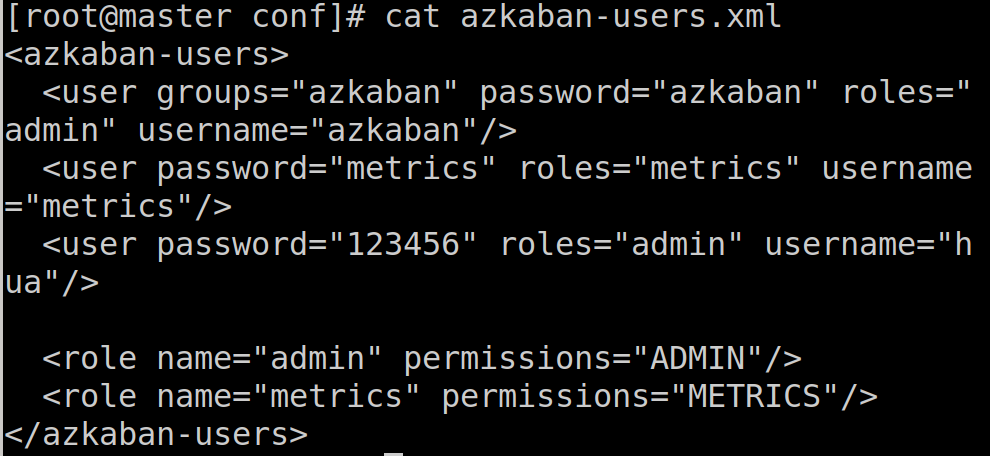 [root@master conf]# cat azkaban-users.xml
<azkaban-users>
  <user groups="azkaban" password="azkaban" roles="
admin" username="azkaban"/>
  <user password="metrics" roles="metrics" username
="metrics"/>
  <user password="123456" roles="admin" username="h
ua"/>

  <role name="admin" permissions="ADMIN"/>
  <role name="metrics" permissions="METRICS"/>
</azkaban-users>